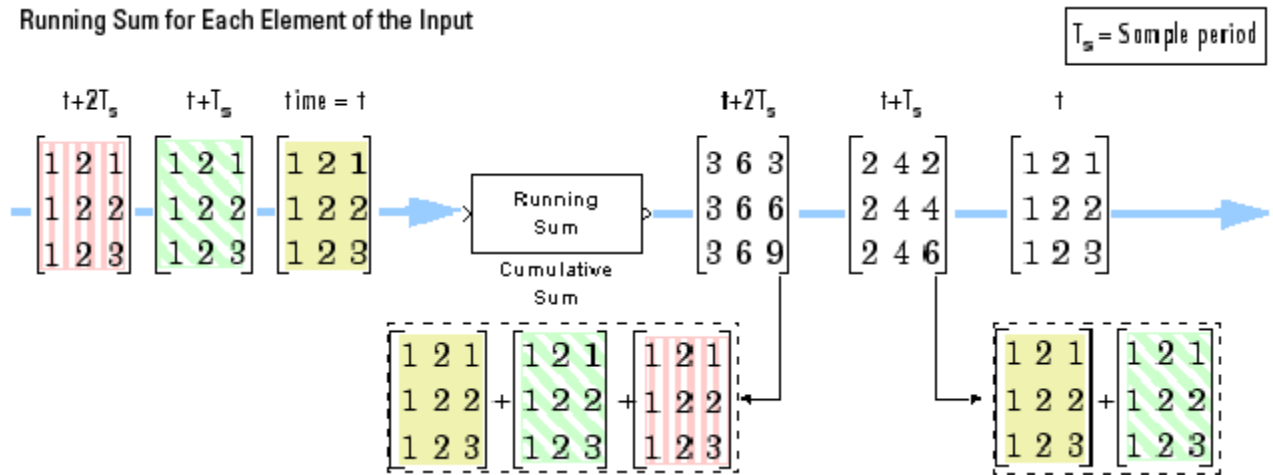 Running Sum for Each Element of the Input
Tₛ = Sample period
t+2Tₛ t+Tₛ time = t t+2Tₛ t+Tₛ t
1 2 1 1 2 1 1 2 1 3 6 3 2 4 2 1 2 1
1 2 2 1 2 2 1 2 2 Running 3 6 6 2 4 4 1 2 2
Sum
1 2 3 1 2 3 1 2 3 3 6 9 2 4 6 1 2 3
Cumulative
Sum
1 2 1 1 2 1 1 2 1 1 2 1 1 2 1
1 2 2 + 1 2 2 + 1 2 2 1 2 2 + 1 2 2
1 2 3 1 2 3 1 2 3 1 2 3 1 2 3